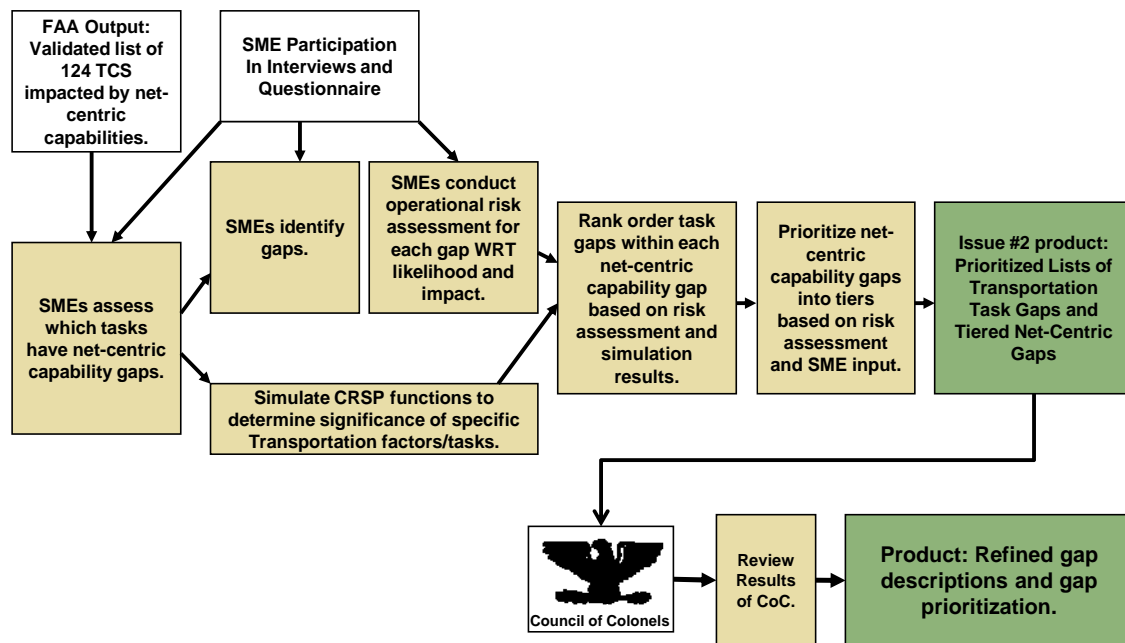 FAA Output:
Validated list of
124 TCS
impacted by net-
centric
capabilities.
SME Participation
In Interviews and
Questionnaire
SMEs assess
which tasks
have net-centric
capability gaps.
SMEs identify
gaps.
SMEs conduct
operational risk
assessment for
each gap WRT
likelihood and
impact.
Simulate CRSP functions to
determine significance of specific
Transportation factors/tasks.
Rank order task
gaps within each
net-centric
capability gap
based on risk
assessment and
simulation
results.
Prioritize net-
centric
capability gaps
into tiers
based on risk
assessment
and SME input.
Issue #2 product:
Prioritized Lists of
Transportation
Task Gaps and
Tiered Net-Centric
Gaps
Council of Colonels
Review
Results
of CoC.
Product: Refined gap
descriptions and gap
prioritization.